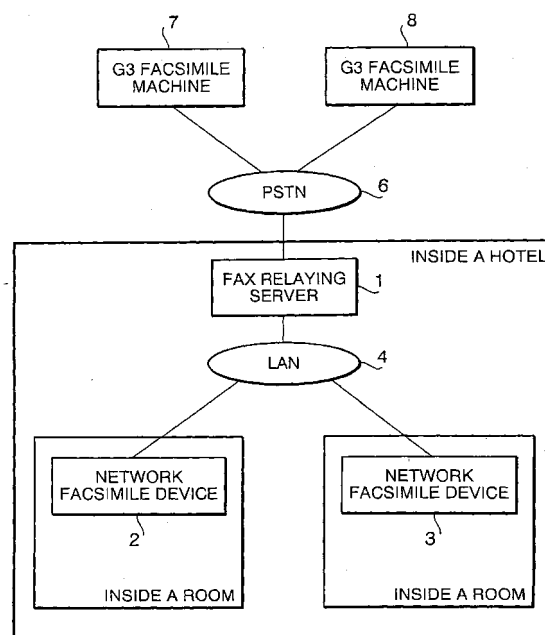 7
8
G3 FACSIMILE
MACHINE
G3 FACSIMILE
MACHINE
PSTN
6
INSIDE A HOTEL
FAX RELAYING
SERVER
1
LAN
4
NETWORK
FACSIMILE DEVICE
2
INSIDE A ROOM
NETWORK
FACSIMILE DEVICE
3
INSIDE A ROOM